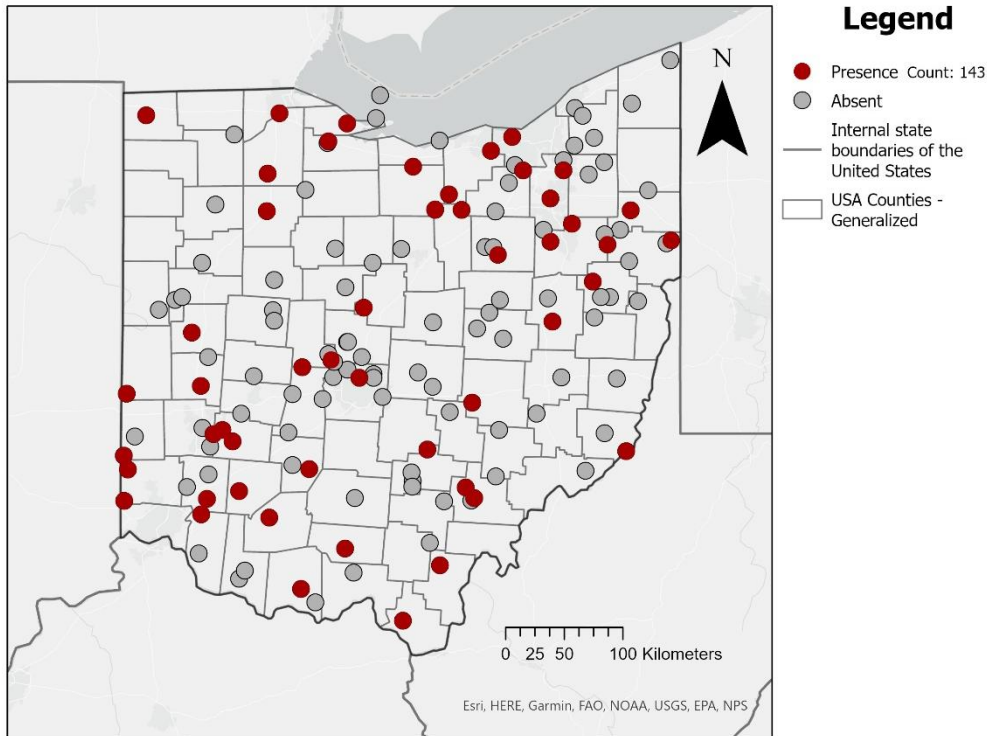 Legend
N
Presence Count: 143
Absent
Internal state
boundaries of the
United States
USA Counties -
Generalized
0 25 50 100 Kilometers
Esri, HERE, Garmin, FAO, NOAA, USGS, EPA, NPS